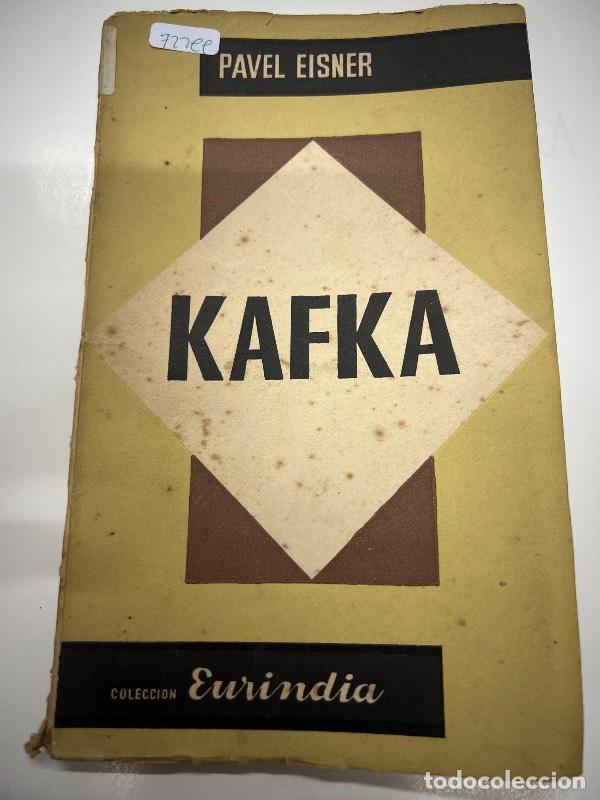 PAVEL EISNER
KAFKA
COLECCION Eurindia
todocoleccion